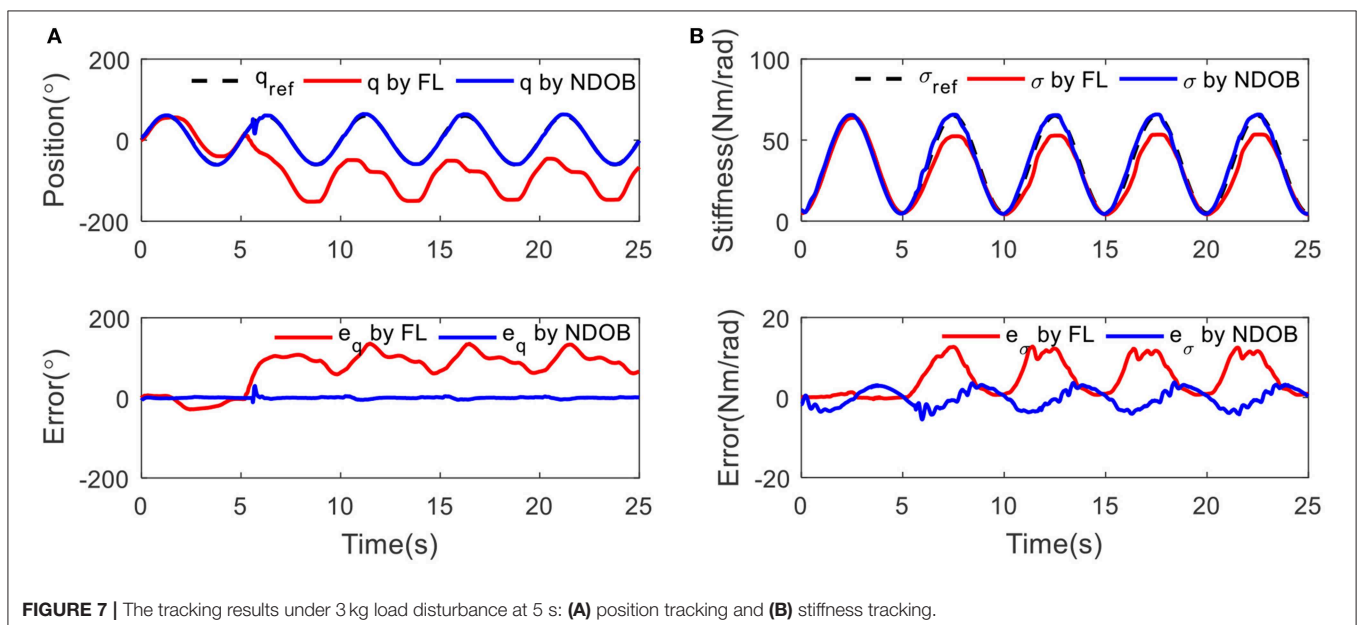 A
200
0
-200
Position(°)
q_ref q by FL q by NDOB
0 5 10 15 20 25
200
0
-200
Error(°)
e_q by FL e_q by NDOB
0 5 10 15 20 25
Time(s)
B
100
50
0
Stiffness(Nm/rad)
σ_ref σ by FL σ by NDOB
0 5 10 15 20 25
20
0
-20
Error(Nm/rad)
e_σ by FL e_σ by NDOB
0 5 10 15 20 25
Time(s)
FIGURE 7 | The tracking results under 3 kg load disturbance at 5 s: (A) position tracking and (B) stiffness tracking.